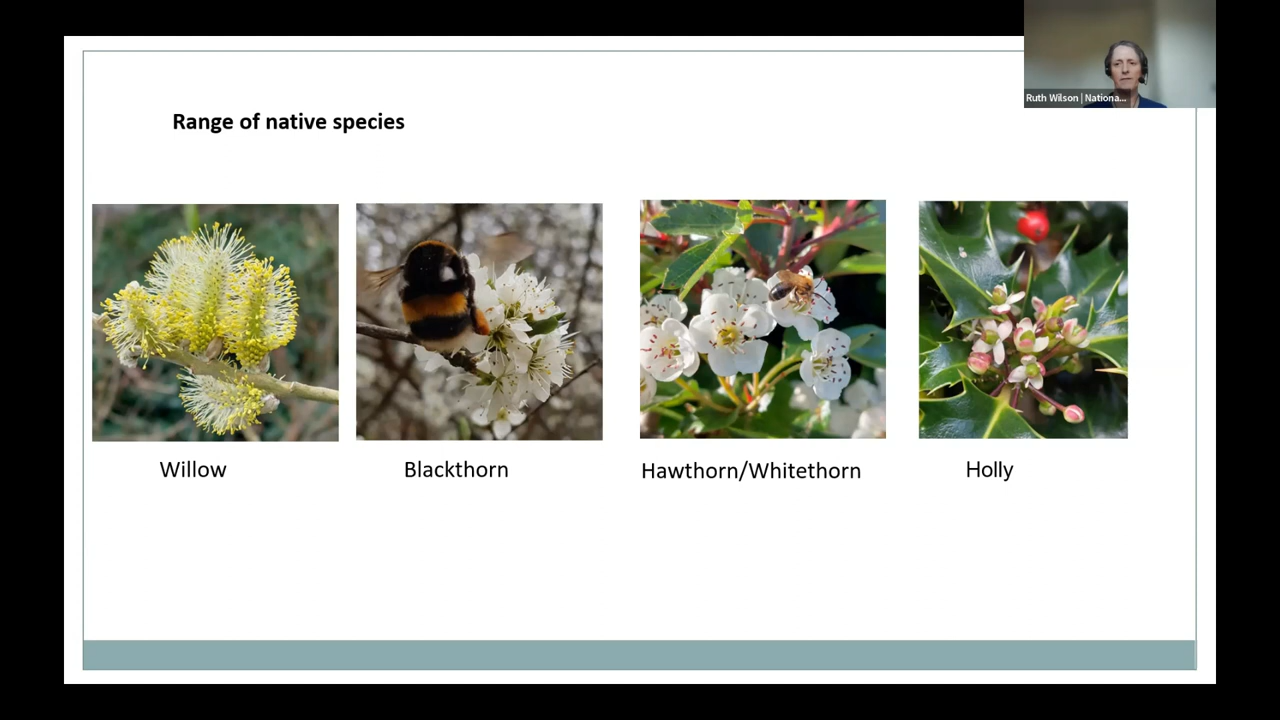 Ruth Wilson | Nationa...
Range of native species
Willow
Blackthorn
Hawthorn/Whitethorn
Holly